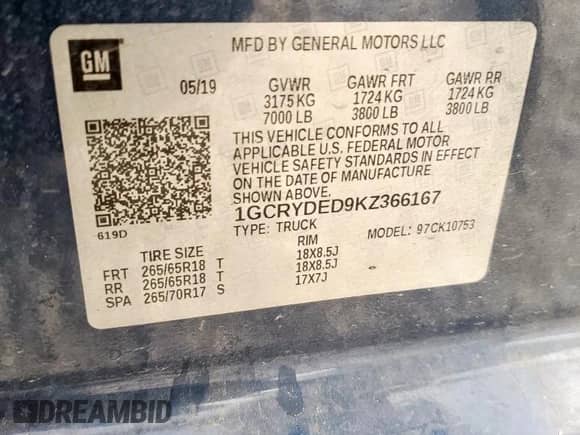 GM
MFD BY GENERAL MOTORS LLC
05/19 GVWR GAWR FRT GAWR RR
3175 KG 1724 KG 1724 KG
7000 LB 3800 LB 3800 LB
THIS VEHICLE CONFORMS TO ALL
APPLICABLE U.S. FEDERAL MOTOR
VEHICLE SAFETY STANDARDS IN EFFECT
ON THE DATE OF MANUFACTURE
SHOWN ABOVE.
1GCRYDED9KZ366167
619D TYPE: TRUCK MODEL: 97CK10753
TIRE SIZE RIM
FRT 265/65R18 T 18X8.5J
RR 265/65R18 T 18X8.5J
SPA 265/70R17 S 17X7J
DREAMBID